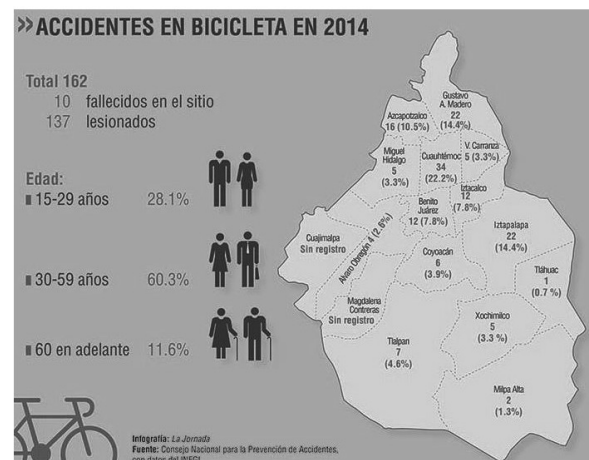 »ACCIDENTES EN BICICLETA EN 2014
Total 162
10 fallecidos en el sitio
137 lesionados
Edad:
15-29 años 28.1%
30-59 años 60.3%
60 en adelante 11.6%
Gustavo
A. Madero
22
(14.4%)
Azcapotzalco
16 (10.5%)
Miguel
Hidalgo
5
(3.3%)
Cuauhtémoc
34
(22.2%)
V. Carranza
5 (3.3%)
Iztacalco
12
(7.8%)
Benito
Juárez
12 (7.8%)
Iztapalapa
22
(14.4%)
Cuajimalpa
Sin registro
Alvaro Obregón 4 (2.6%)
Coyoacán
6
(3.9%)
Tláhuac
1
(0.7 %)
Magdalena
Contreras
Sin registro
Xochimilco
5
(3.3 %)
Tlalpan
7
(4.6%)
Milpa Alta
2
(1.3%)
Infografía: La Jornada
Fuente: Consejo Nacional para la Prevención de Accidentes,
con datos del INEGI